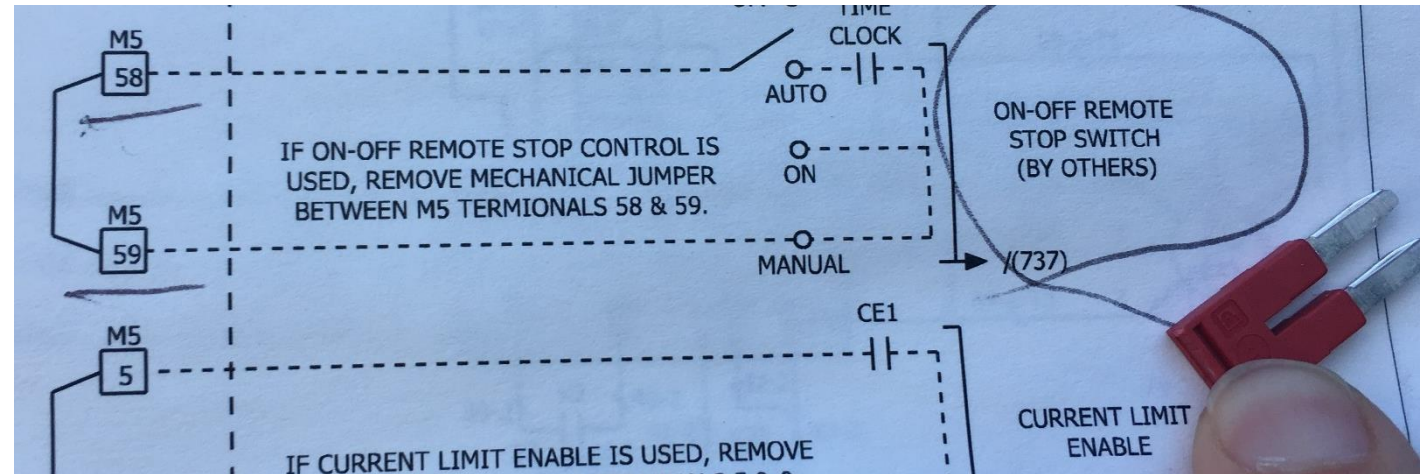 TIME
CLOCK
M5
58
AUTO
IF ON-OFF REMOTE STOP CONTROL IS
USED, REMOVE MECHANICAL JUMPER
BETWEEN M5 TERMIONALS 58 & 59.
ON
ON-OFF REMOTE
STOP SWITCH
(BY OTHERS)
M5
59
MANUAL
/(737)
CE1
M5
5
CURRENT LIMIT
ENABLE
IF CURRENT LIMIT ENABLE IS USED, REMOVE